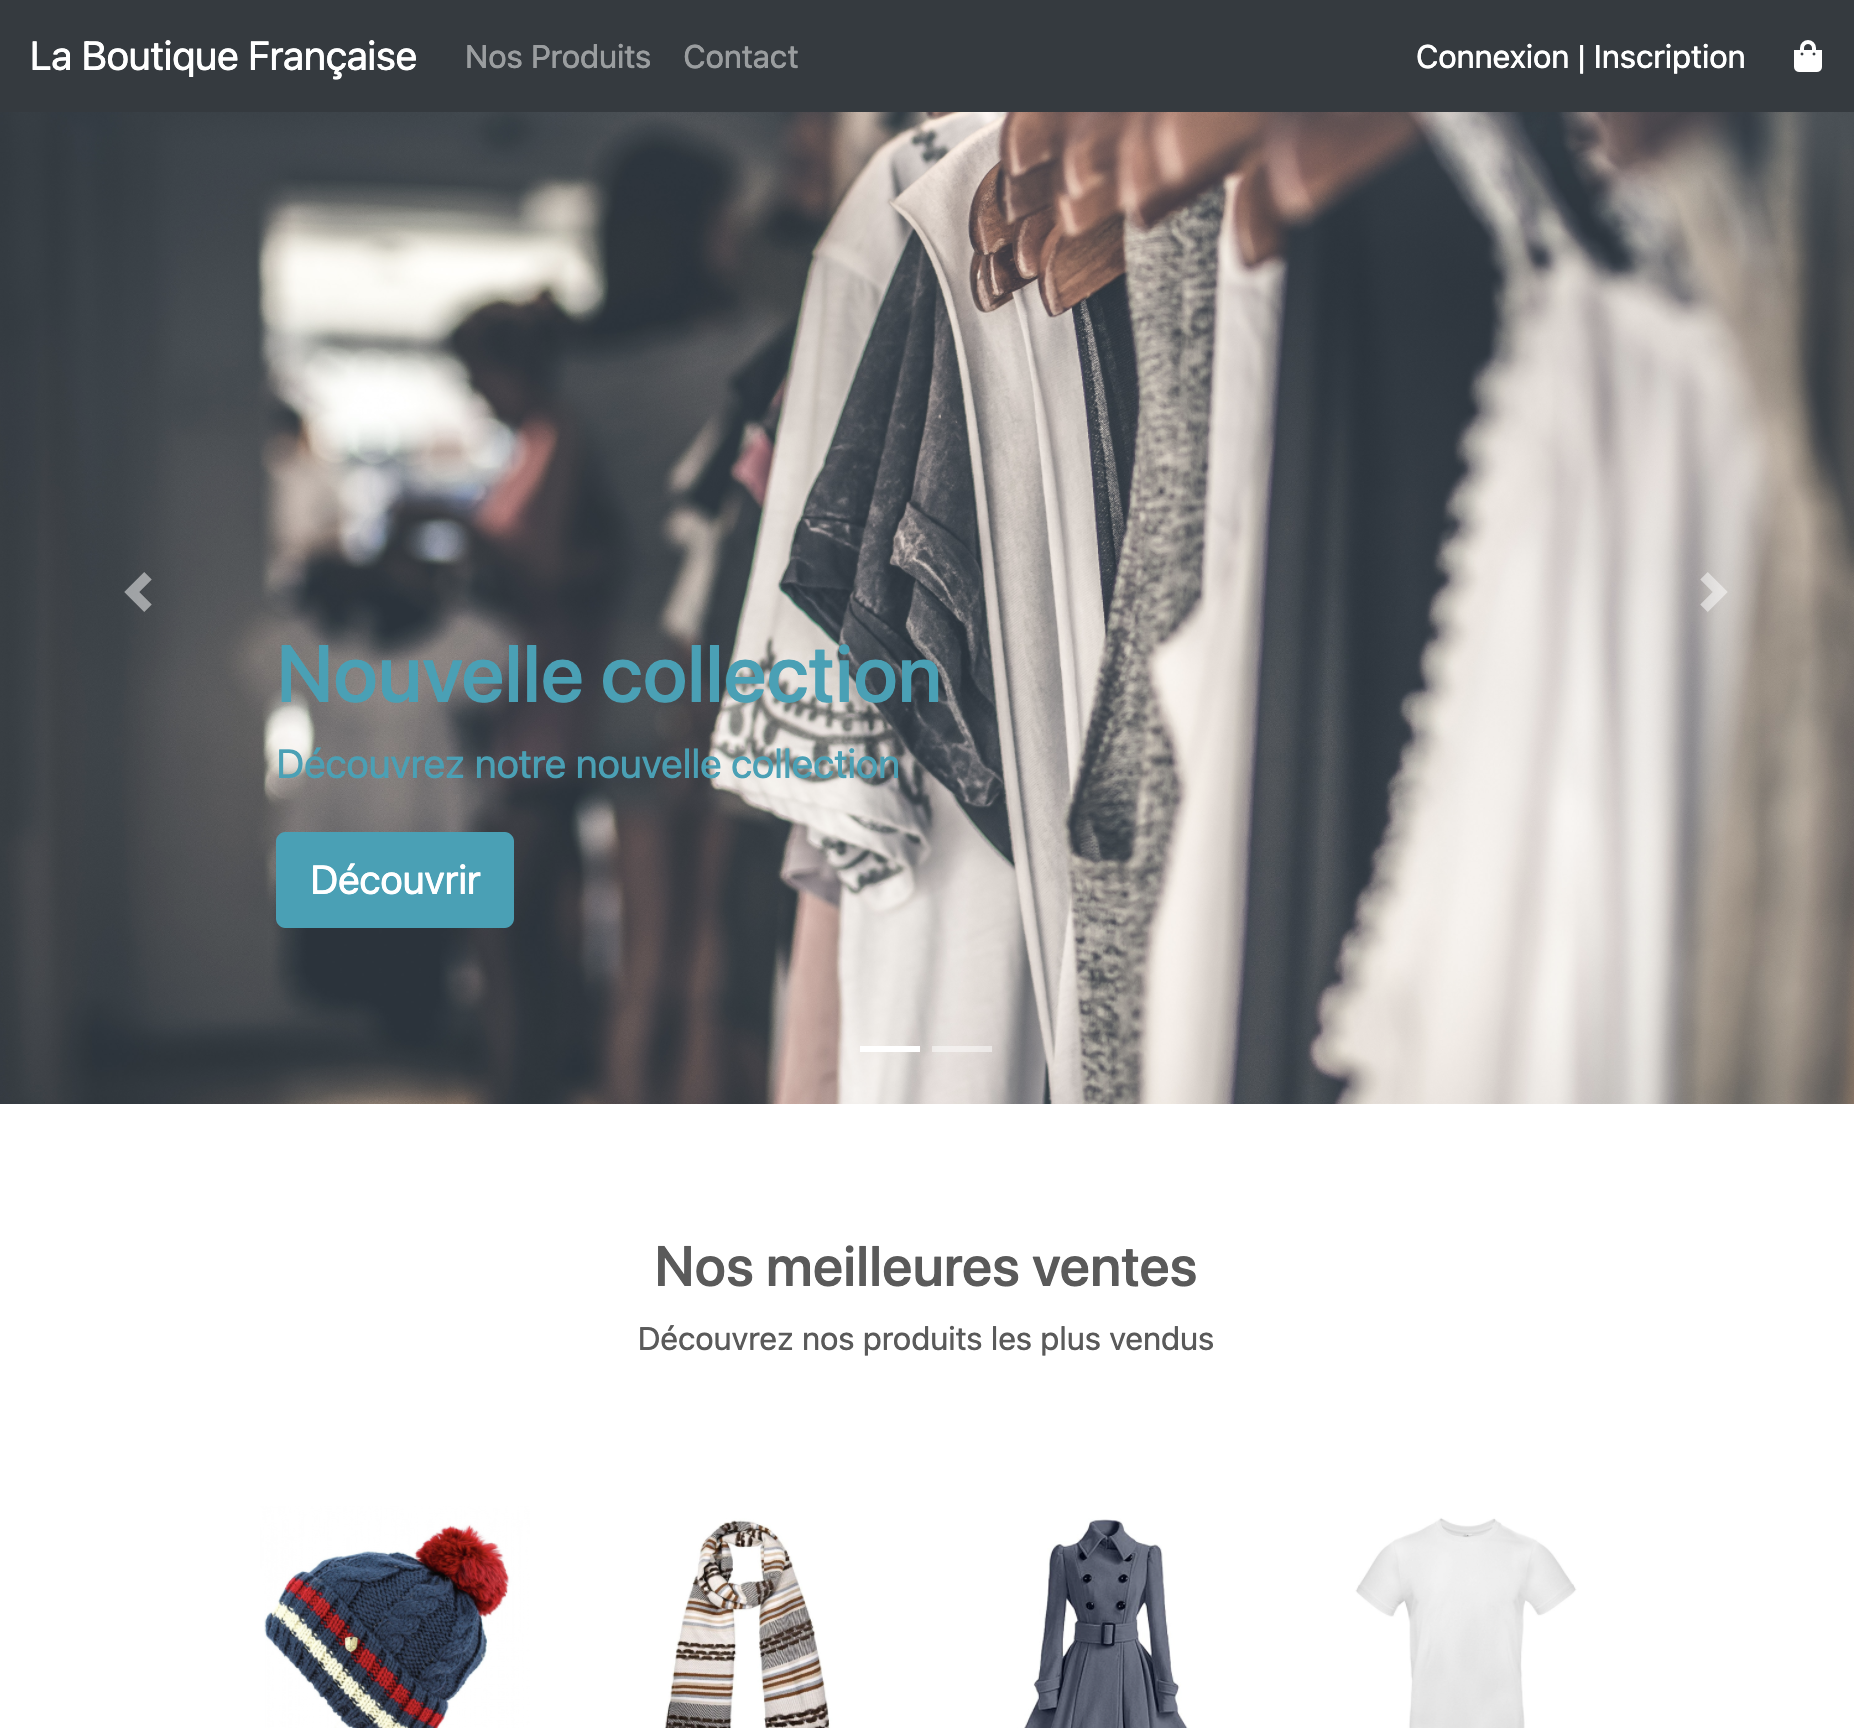 La Boutique Française
Nos Produits
Contact
Connexion | Inscription
Nouvelle collection
Découvrez notre nouvelle collection
Découvrir
Nos meilleures ventes
Découvrez nos produits les plus vendus